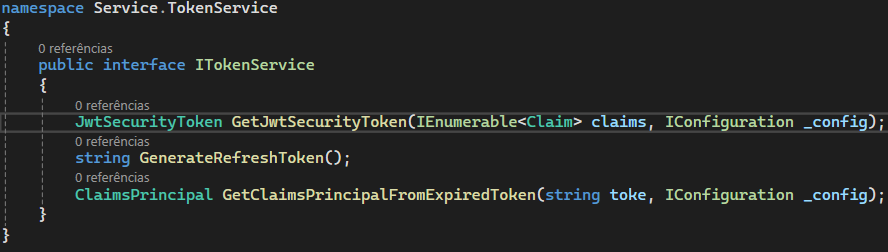 namespace Service.TokenService
{
0 referências
public interface ITokenService
{
0 referências
JwtSecurityToken GetJwtSecurityToken(IEnumerable<Claim> claims, IConfiguration _config);
0 referências
string GenerateRefreshToken();
0 referências
ClaimsPrincipal GetClaimsPrincipalFromExpiredToken(string toke, IConfiguration _config);
}
}